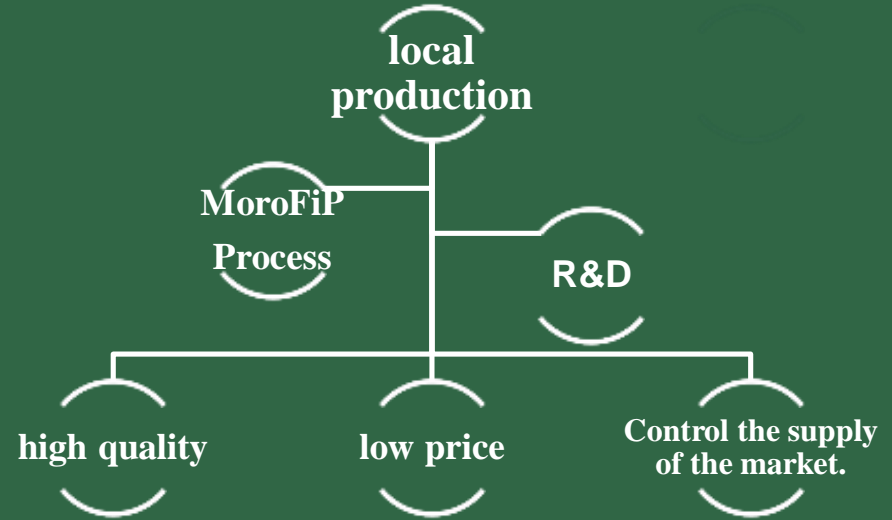 local
production
MoroFiP
Process
R&D
high quality
low price
Control the supply
of the market.